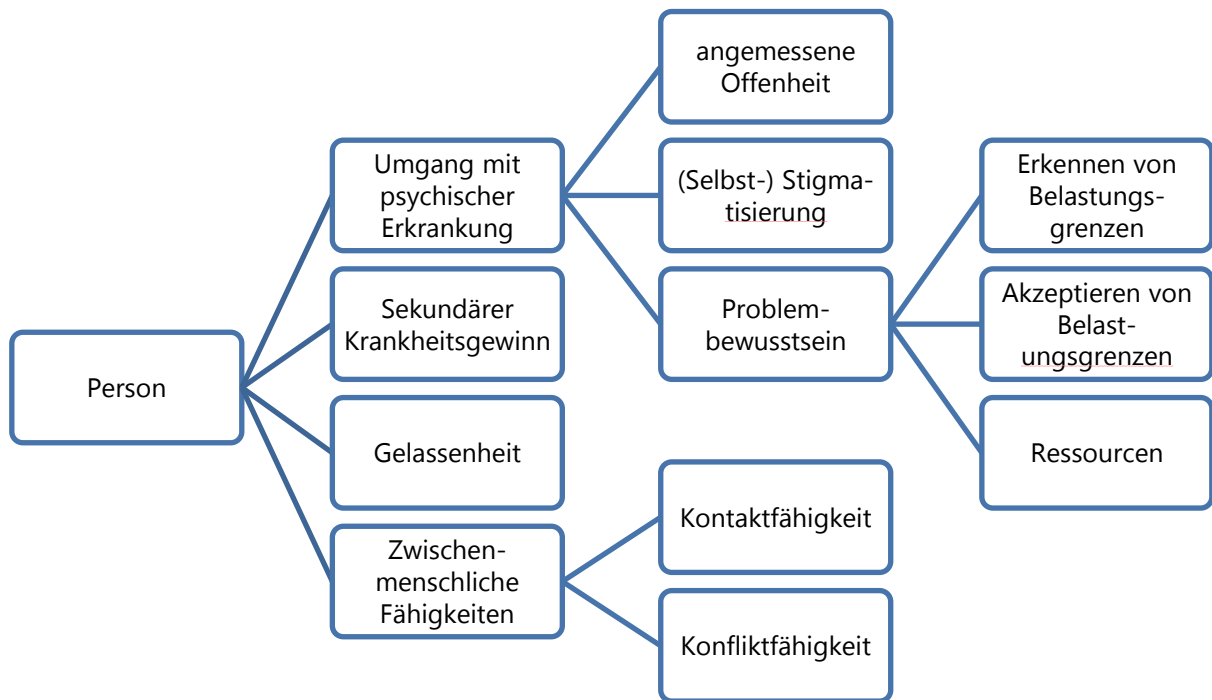 Person
Umgang mit
psychischer
Erkrankung
Sekundärer
Krankheitsgewinn
Gelassenheit
Zwischen-
menschliche
Fähigkeiten
angemessene
Offenheit
(Selbst-) Stigma-
tisierung
Problem-
bewusstsein
Kontaktfähigkeit
Konfliktfähigkeit
Erkennen von
Belastungs-
grenzen
Akzeptieren von
Belast-
ungsgrenzen
Ressourcen